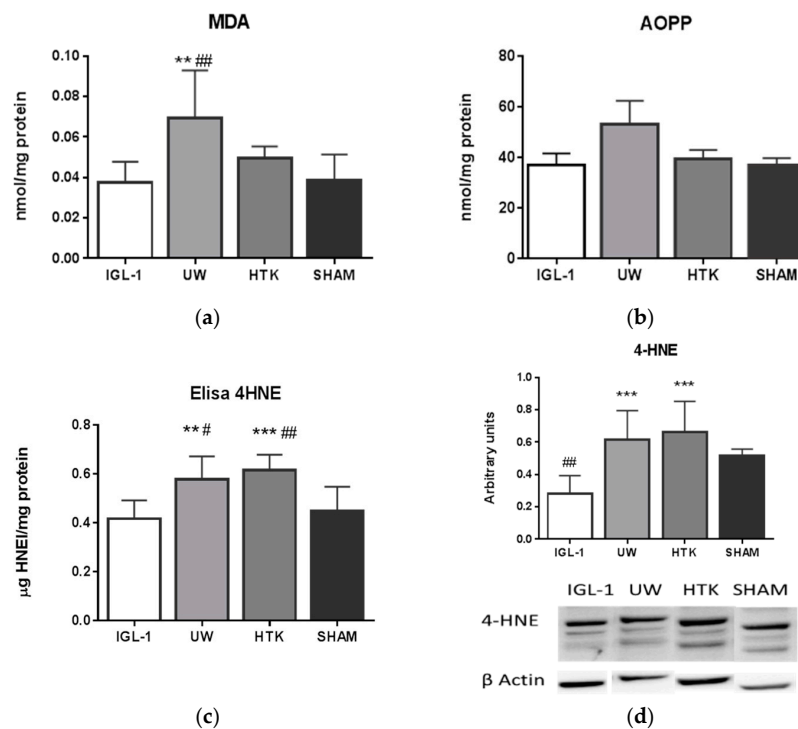 MDA
nmol/mg protein
0.10
0.08
0.06
0.04
0.02
0.00
** ##
IGL-1 UW HTK SHAM
(a)
AOPP
nmol/mg protein
80
60
40
20
0
IGL-1 UW HTK SHAM
(b)
Elisa 4HNE
µg HNEl/mg protein
0.8
0.6
0.4
0.2
0.0
** # *** ##
IGL-1 UW HTK SHAM
(c)
4-HNE
Arbitrary units
1.0
0.8
0.6
0.4
0.2
0.0
## *** ***
IGL-1 UW HTK SHAM
IGL-1 UW HTK SHAM
4-HNE
β Actin
(d)